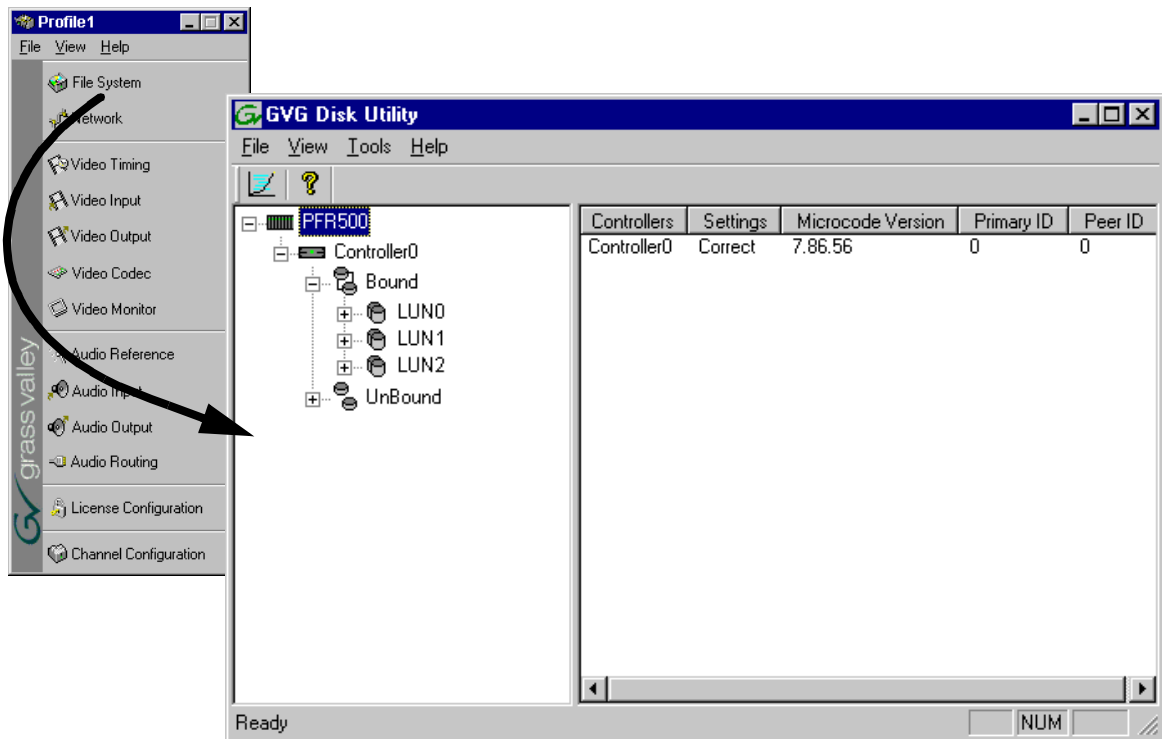 Profile1
File View Help
File System
Network
Video Timing
Video Input
Video Output
Video Codec
Video Monitor
Audio Reference
Audio Input
Audio Output
Audio Routing
License Configuration
Channel Configuration
grass valley
GVG Disk Utility
File View Tools Help
PFR500
Controller0
Bound
LUN0
LUN1
LUN2
UnBound
Controllers Settings Microcode Version Primary ID Peer ID
Controller0 Correct 7.86.56 0 0
Ready
NUM